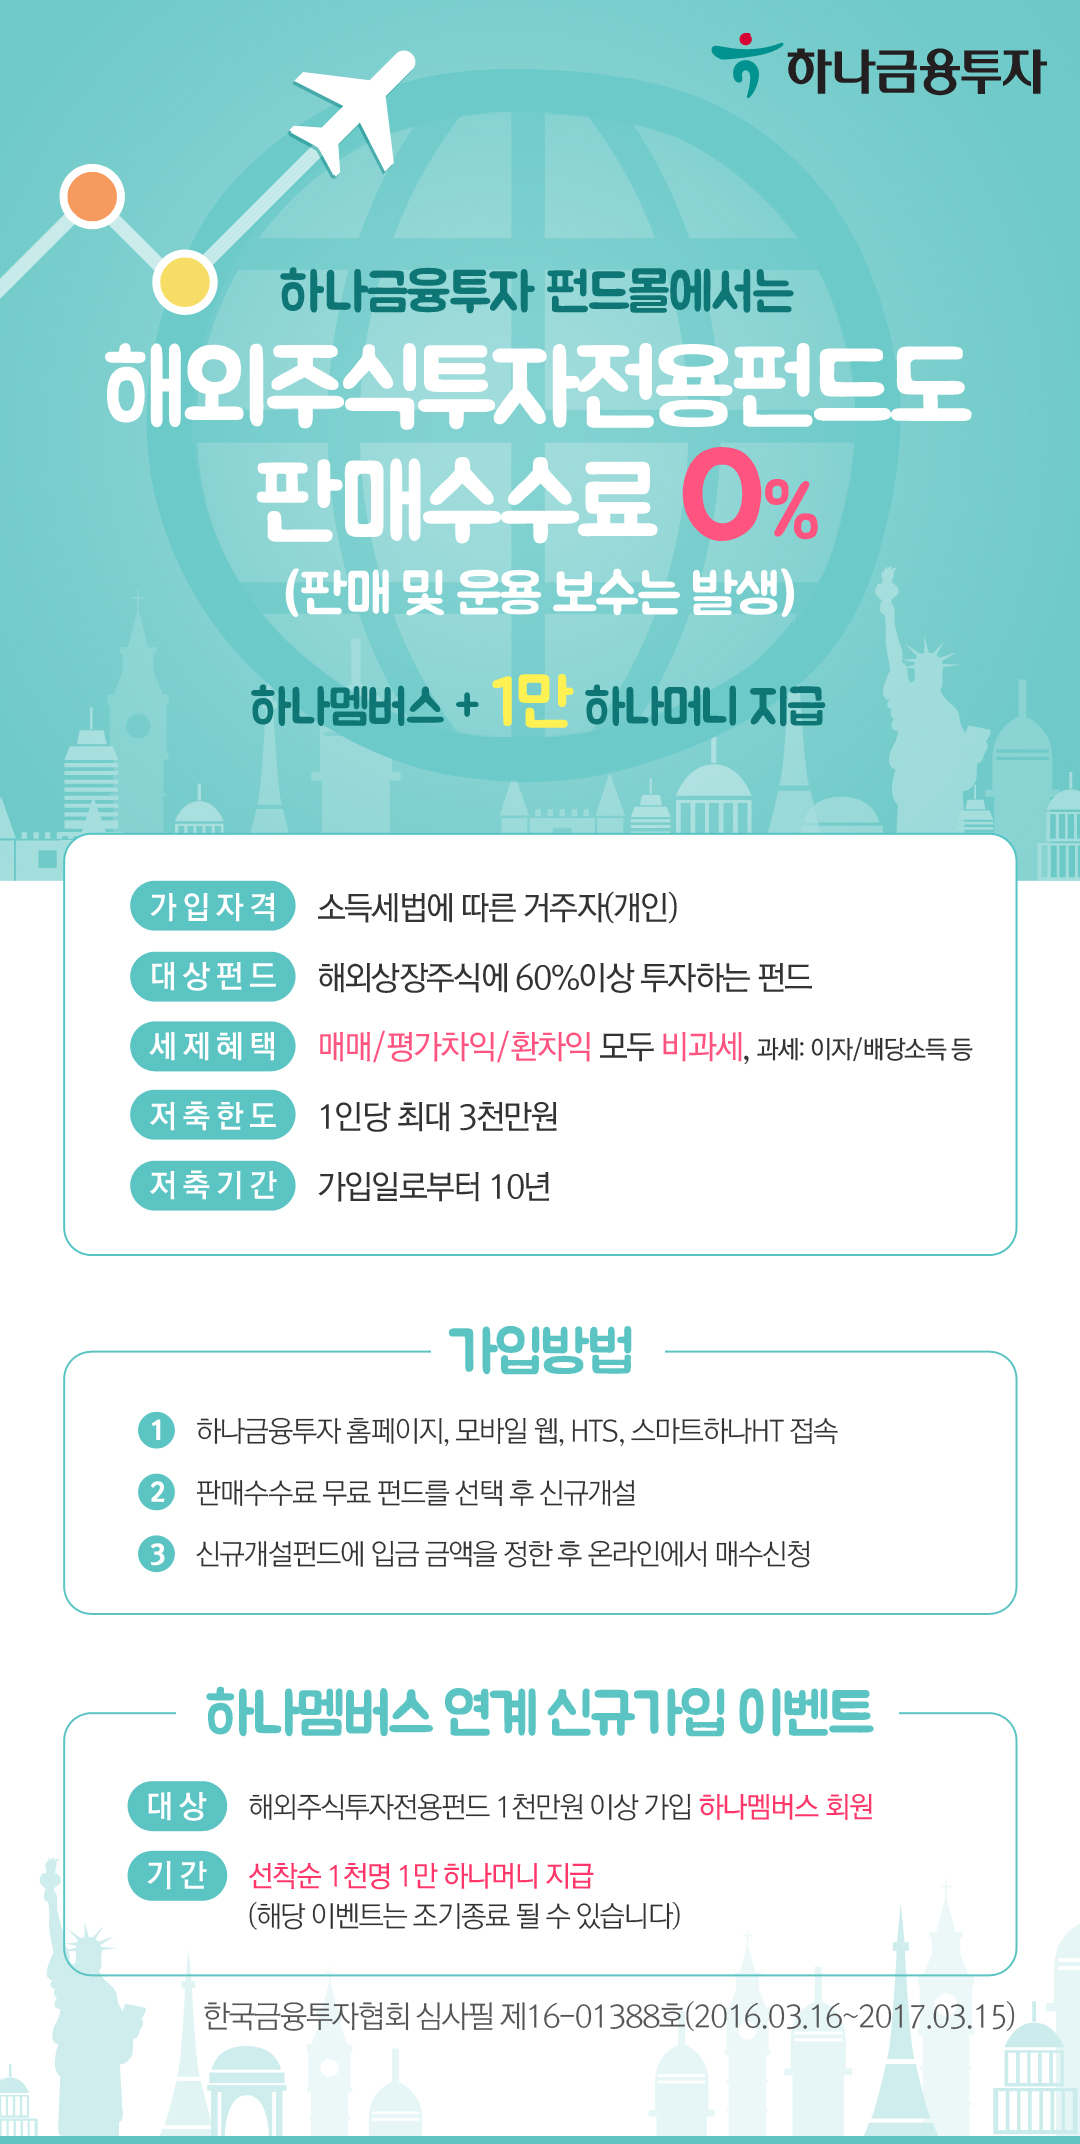 하나금융투자
하나금융투자 펀드몰에서는
해외주식투자전용펀드도
판매수수료 0%
(판매 및 운용 보수는 발생)
하나멤버스 + 1만 하나머니 지급
가입자격 소득세법에 따른 거주자(개인)
대상펀드 해외상장주식에 60%이상 투자하는 펀드
세제혜택 매매/평가차익/환차익 모두 비과세, 과세: 이자/배당소득 등
저축한도 1인당 최대 3천만원
저축기간 가입일로부터 10년
가입방법
1 하나금융투자 홈페이지, 모바일 웹, HTS, 스마트하나HT 접속
2 판매수수료 무료 펀드를 선택 후 신규개설
3 신규개설펀드에 입금 금액을 정한 후 온라인에서 매수신청
하나멤버스 연계 신규가입 이벤트
대상 해외주식투자전용펀드 1천만원 이상 가입 하나멤버스 회원
기간 선착순 1천명 1만 하나머니 지급
(해당 이벤트는 조기종료 될 수 있습니다)
한국금융투자협회 심사필 제16-01388호(2016.03.16~2017.03.15)